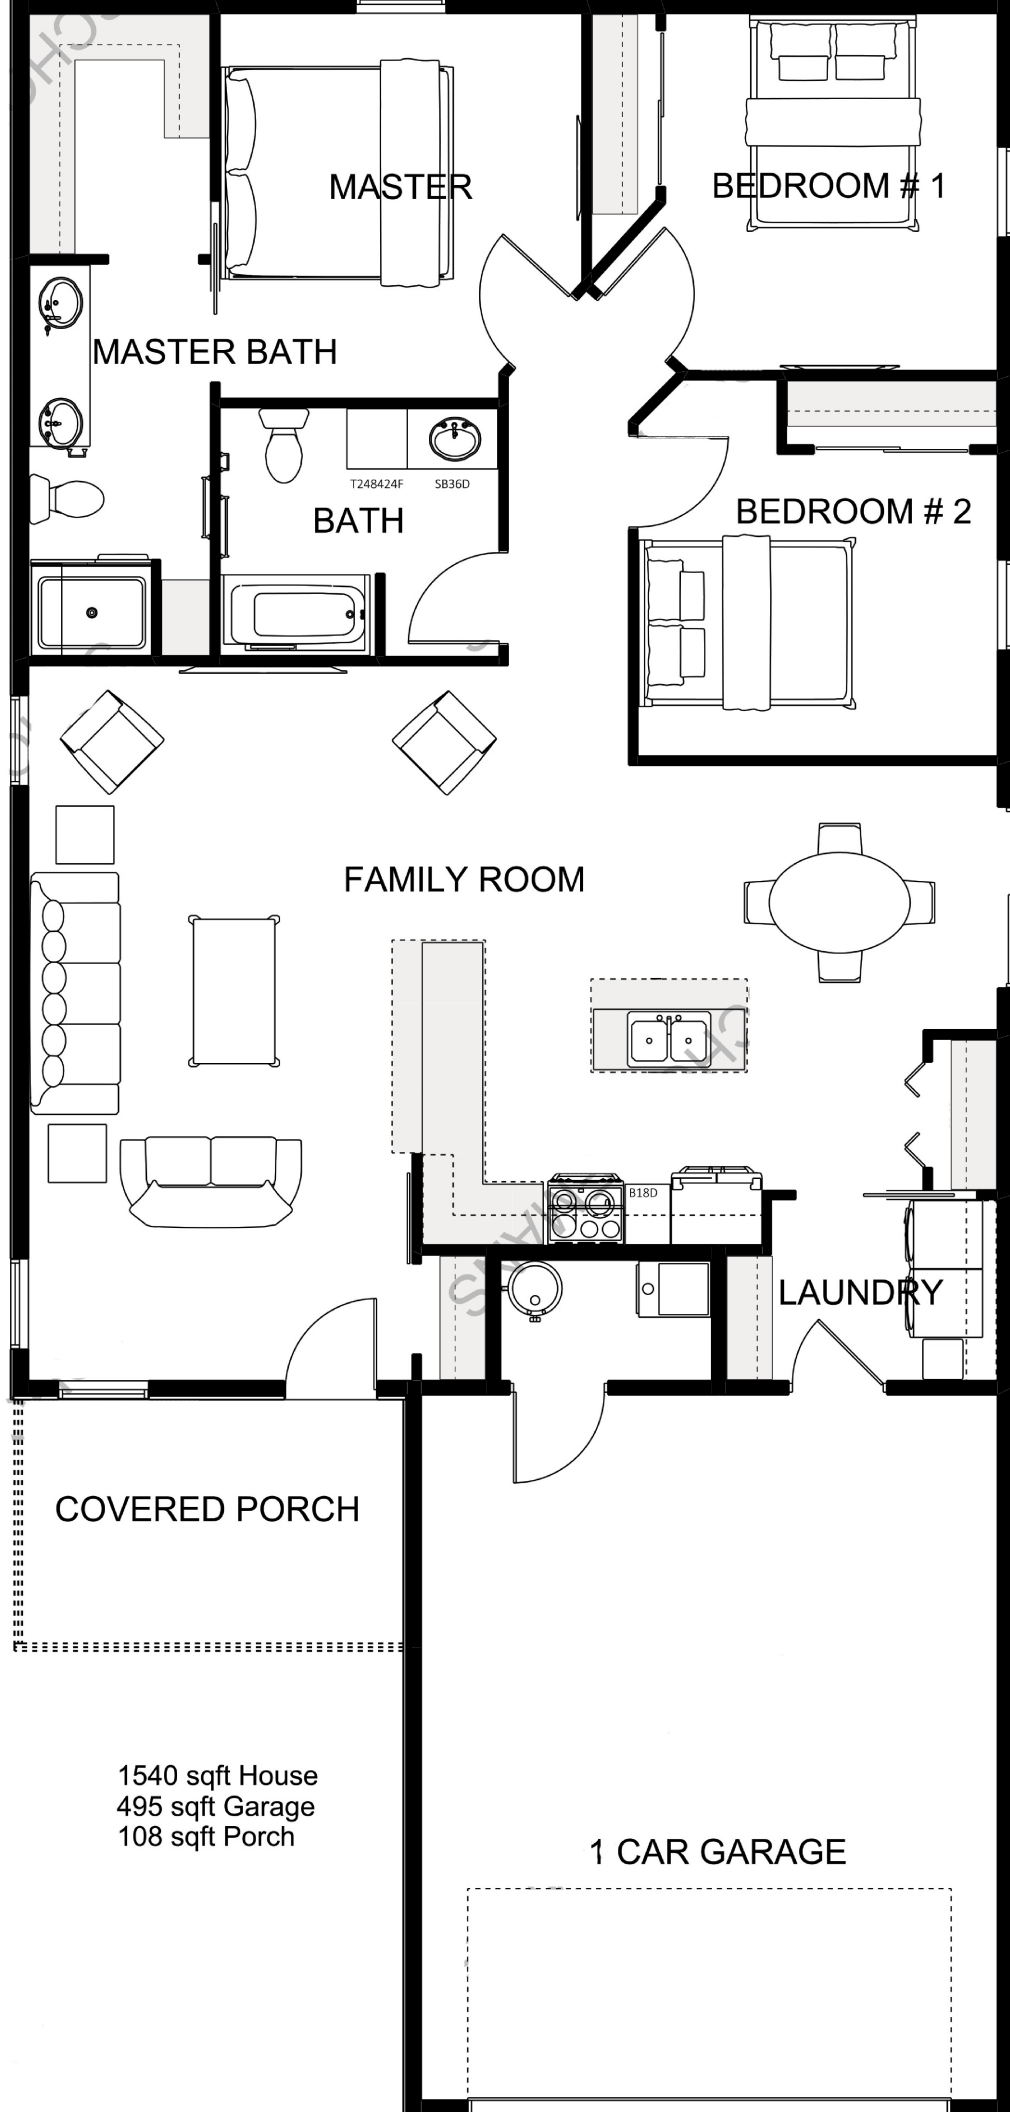 MASTER
BEDROOM # 1
MASTER BATH
T248424F
SB36D
BATH
BEDROOM # 2
FAMILY ROOM
B18D
LAUNDRY
COVERED PORCH
1540 sqft House
495 sqft Garage
108 sqft Porch
1 CAR GARAGE